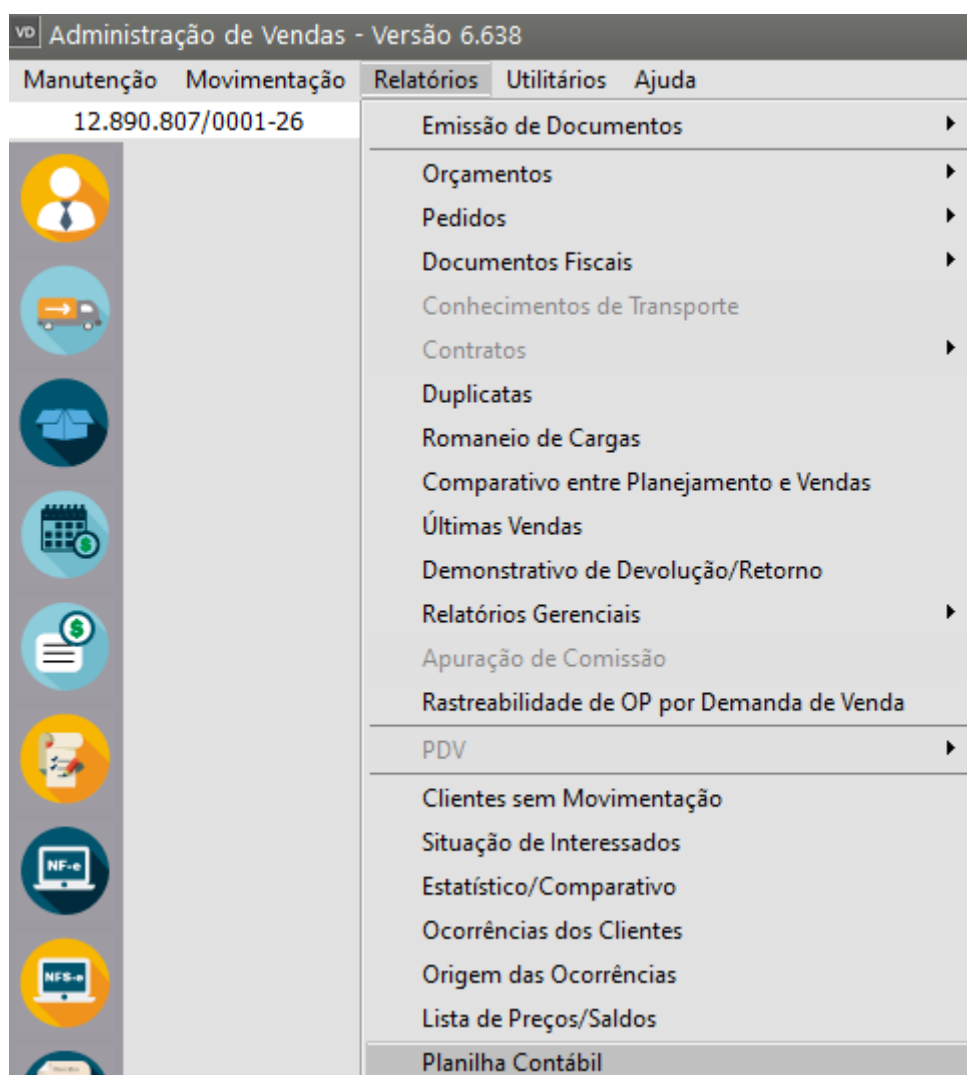 VD Administração de Vendas - Versão 6.638
Manutenção Movimentação Relatórios Utilitários Ajuda
12.890.807/0001-26
Emissão de Documentos
Orçamentos
Pedidos
Documentos Fiscais
Conhecimentos de Transporte
Contratos
Duplicatas
Romaneio de Cargas
Comparativo entre Planejamento e Vendas
Últimas Vendas
Demonstrativo de Devolução/Retorno
Relatórios Gerenciais
Apuração de Comissão
Rastreabilidade de OP por Demanda de Venda
PDV
Clientes sem Movimentação
Situação de Interessados
NF-e
Estatístico/Comparativo
Ocorrências dos Clientes
NFS-e
Origem das Ocorrências
Lista de Preços/Saldos
Planilha Contábil